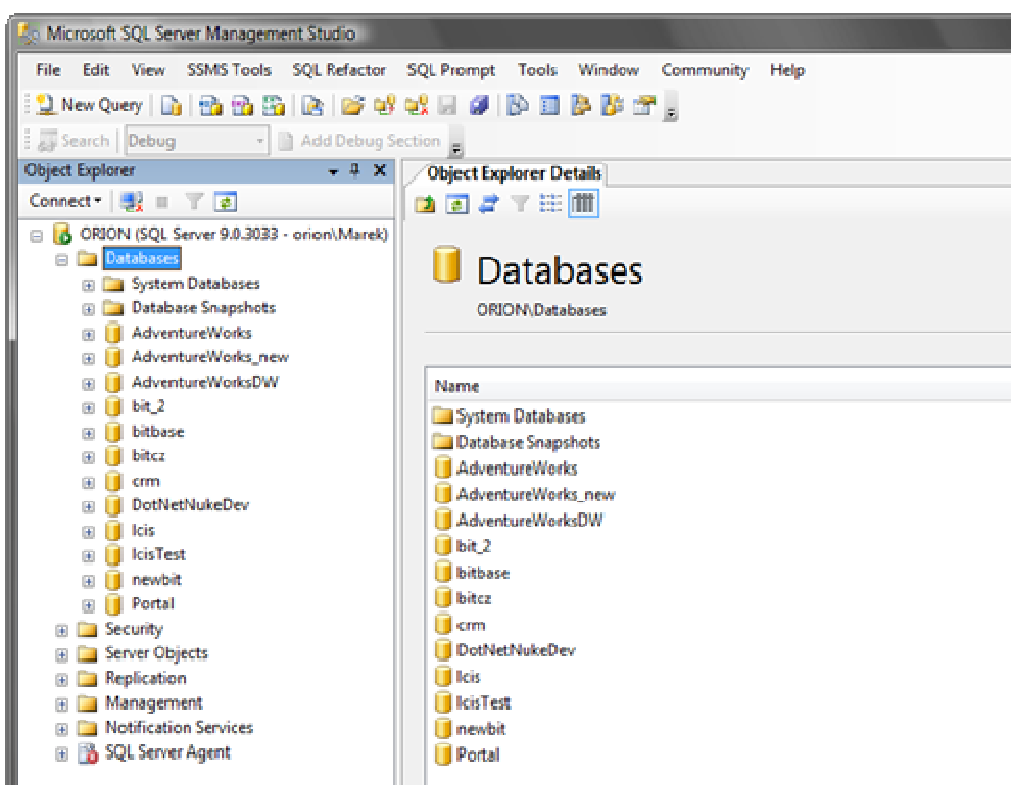 Microsoft SQL Server Management Studio
File Edit View SSMS Tools SQL Refactor SQL Prompt Tools Window Community Help
New Query
Search Debug Add Debug Section
Object Explorer
Connect
ORION (SQL Server 9.0.3033 - orion\Marek)
Databases
System Databases
Database Snapshots
AdventureWorks
AdventureWorks_new
AdventureWorksDW
bit_2
bitbase
bitcz
crm
DotNetNukeDev
Icis
IcisTest
newbit
Portal
Security
Server Objects
Replication
Management
Notification Services
SQL Server Agent
Object Explorer Details
Databases
ORION\Databases
Name
System Databases
Database Snapshots
AdventureWorks
AdventureWorks_new
AdventureWorksDW
bit_2
bitbase
bitcz
crm
DotNetNukeDev
Icis
IcisTest
newbit
Portal